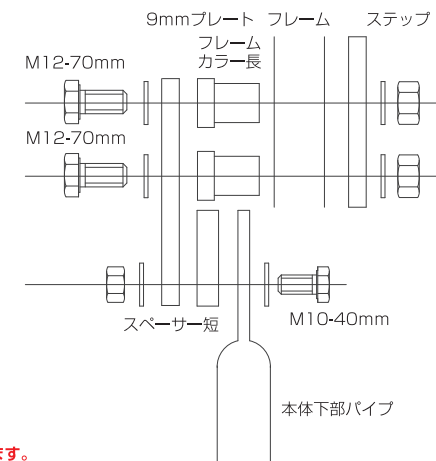 9mmプレート フレーム ステップ
フレーム
カラー長
M12-70mm
M12-70mm
スペーサー短
M10-40mm
本体下部パイプ
ます。